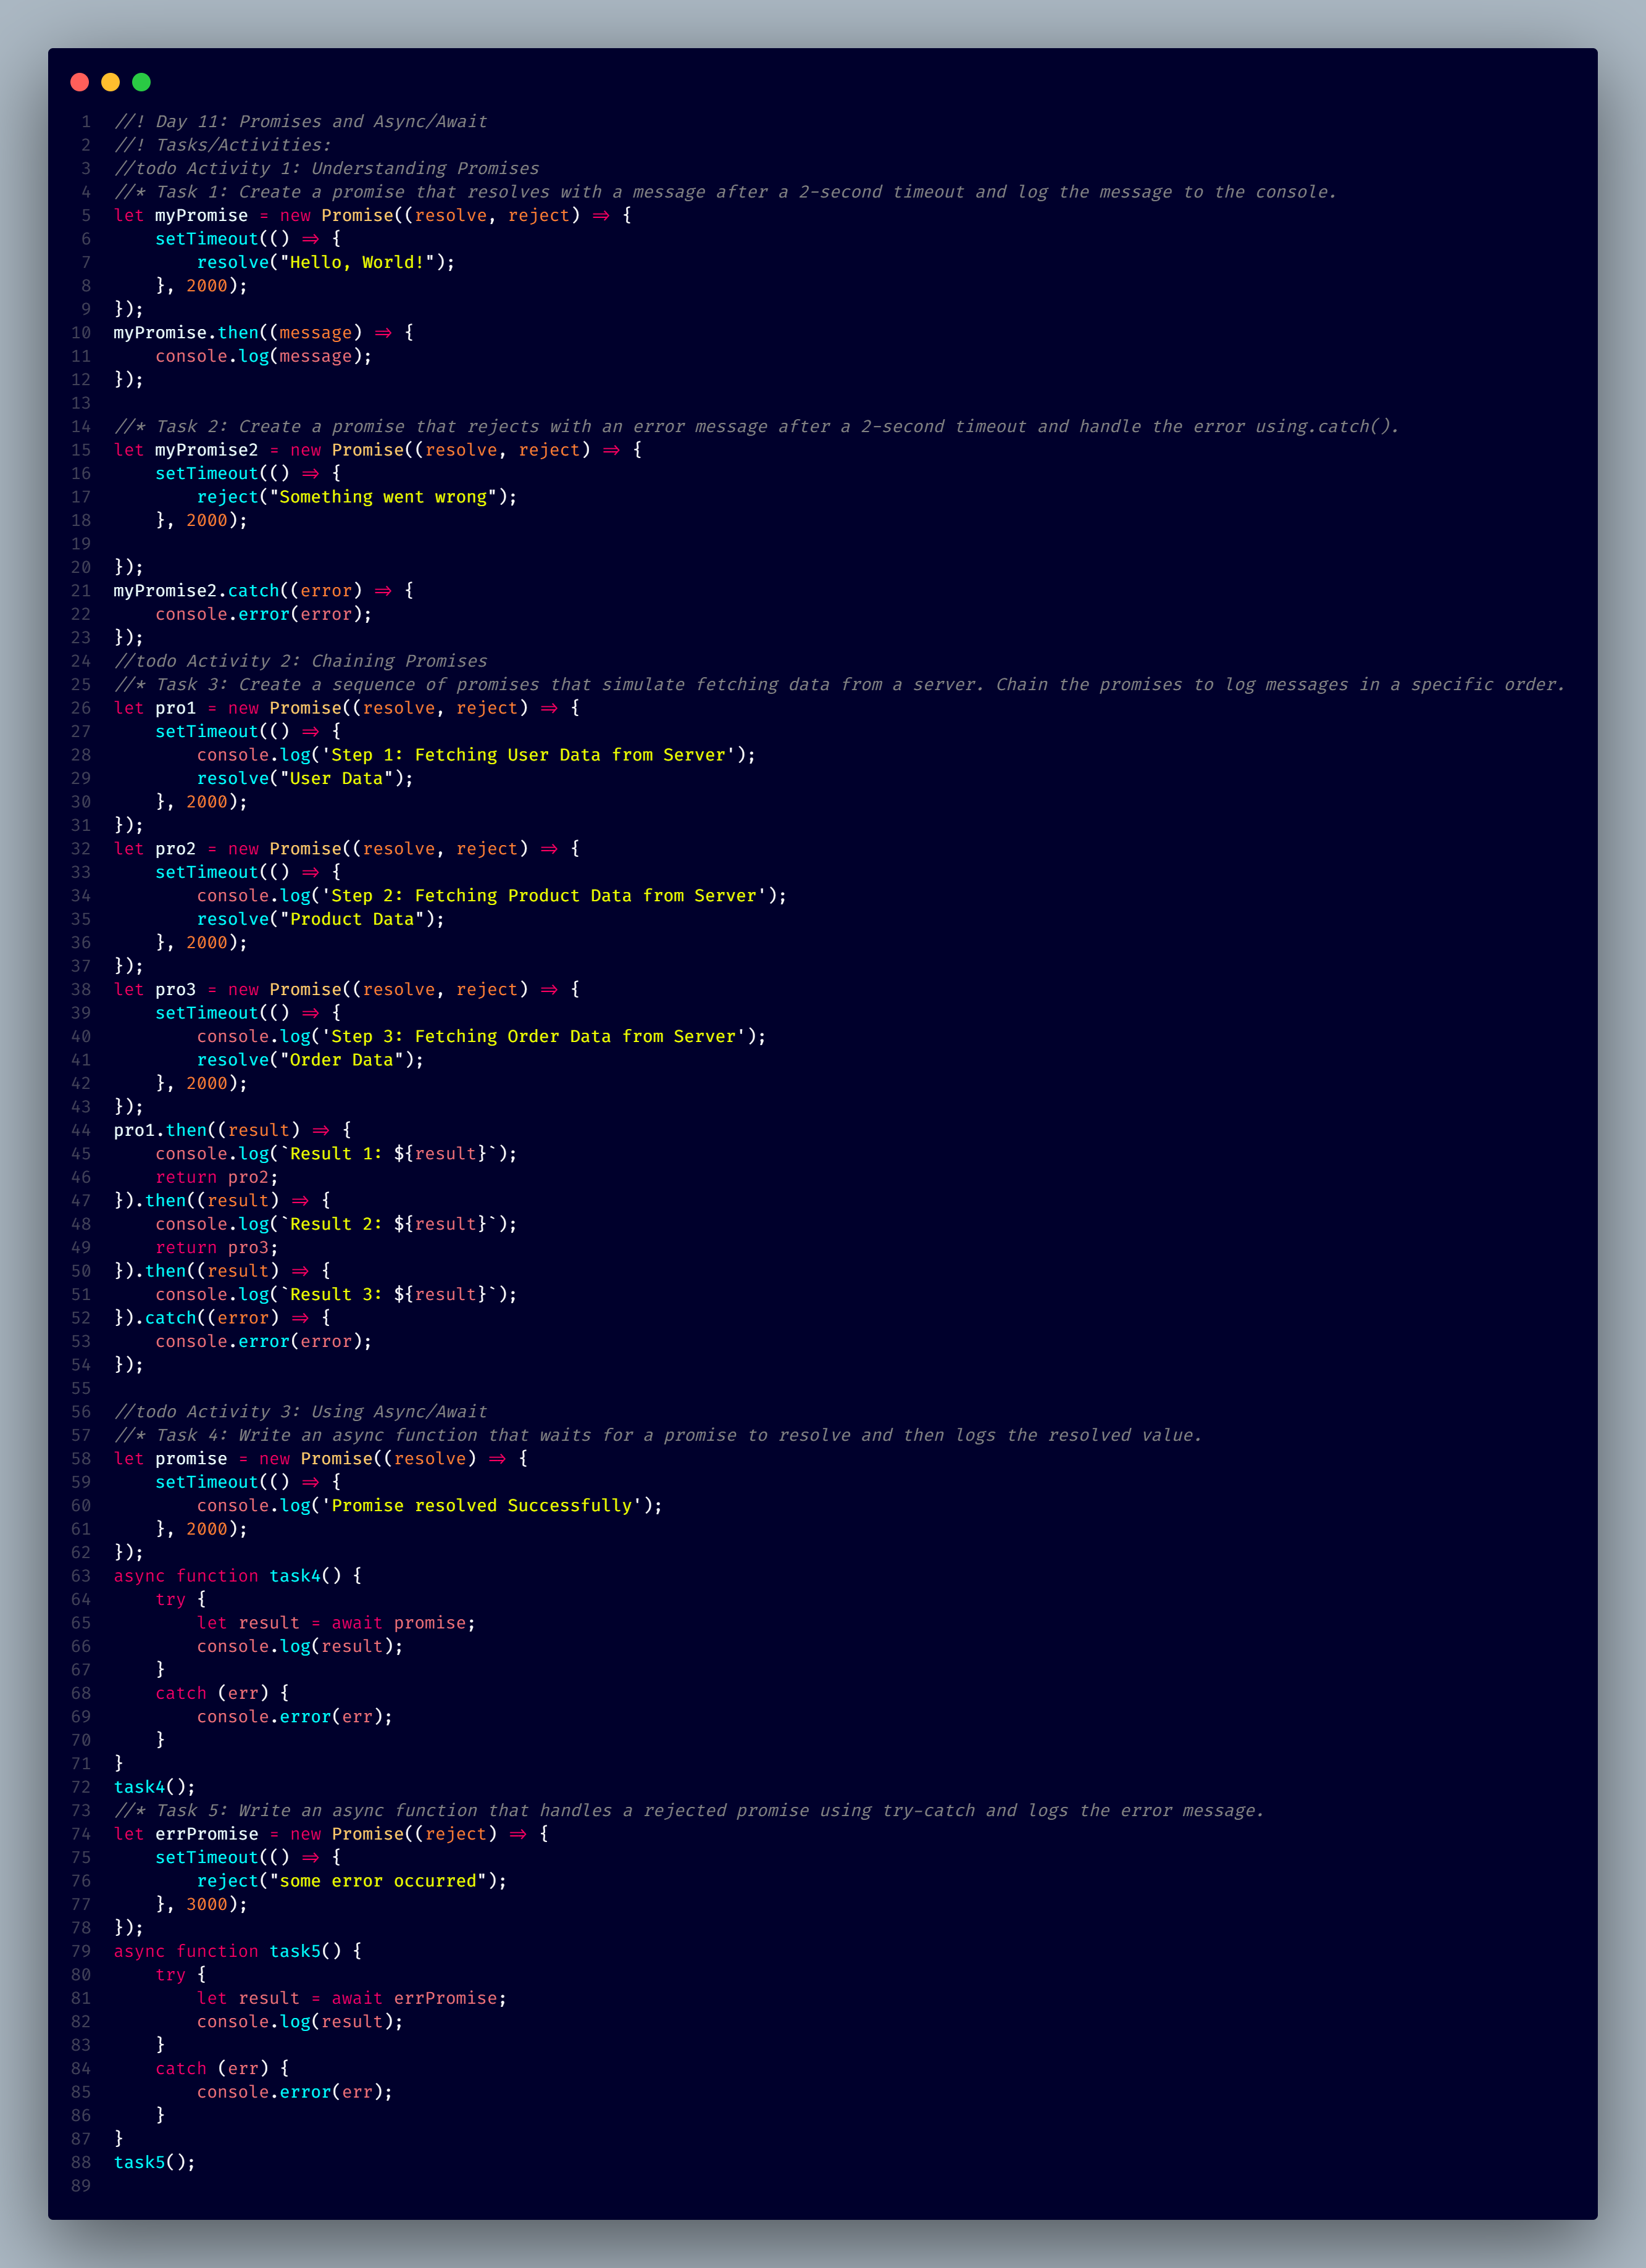 1 //! Day 11: Promises and Async/Await
2 //! Tasks/Activities:
3 //todo Activity 1: Understanding Promises
4 //* Task 1: Create a promise that resolves with a message after a 2-second timeout and log the message to the console.
5 let myPromise = new Promise((resolve, reject) => {
6     setTimeout(() => {
7         resolve("Hello, World!");
8     }, 2000);
9 });
10 myPromise.then((message) => {
11     console.log(message);
12 });
13
14 //* Task 2: Create a promise that rejects with an error message after a 2-second timeout and handle the error using.catch().
15 let myPromise2 = new Promise((resolve, reject) => {
16     setTimeout(() => {
17         reject("Something went wrong");
18     }, 2000);
19
20 });
21 myPromise2.catch((error) => {
22     console.error(error);
23 });
24 //todo Activity 2: Chaining Promises
25 //* Task 3: Create a sequence of promises that simulate fetching data from a server. Chain the promises to log messages in a specific order.
26 let pro1 = new Promise((resolve, reject) => {
27     setTimeout(() => {
28         console.log('Step 1: Fetching User Data from Server');
29         resolve("User Data");
30     }, 2000);
31 });
32 let pro2 = new Promise((resolve, reject) => {
33     setTimeout(() => {
34         console.log('Step 2: Fetching Product Data from Server');
35         resolve("Product Data");
36     }, 2000);
37 });
38 let pro3 = new Promise((resolve, reject) => {
39     setTimeout(() => {
40         console.log('Step 3: Fetching Order Data from Server');
41         resolve("Order Data");
42     }, 2000);
43 });
44 pro1.then((result) => {
45     console.log(`Result 1: ${result}`);
46     return pro2;
47 }).then((result) => {
48     console.log(`Result 2: ${result}`);
49     return pro3;
50 }).then((result) => {
51     console.log(`Result 3: ${result}`);
52 }).catch((error) => {
53     console.error(error);
54 });
55
56 //todo Activity 3: Using Async/Await
57 //* Task 4: Write an async function that waits for a promise to resolve and then logs the resolved value.
58 let promise = new Promise((resolve) => {
59     setTimeout(() => {
60         console.log('Promise resolved Successfully');
61     }, 2000);
62 });
63 async function task4() {
64     try {
65         let result = await promise;
66         console.log(result);
67     }
68     catch (err) {
69         console.error(err);
70     }
71 }
72 task4();
73 //* Task 5: Write an async function that handles a rejected promise using try-catch and logs the error message.
74 let errPromise = new Promise((reject) => {
75     setTimeout(() => {
76         reject("some error occurred");
77     }, 3000);
78 });
79 async function task5() {
80     try {
81         let result = await errPromise;
82         console.log(result);
83     }
84     catch (err) {
85         console.error(err);
86     }
87 }
88 task5();
89